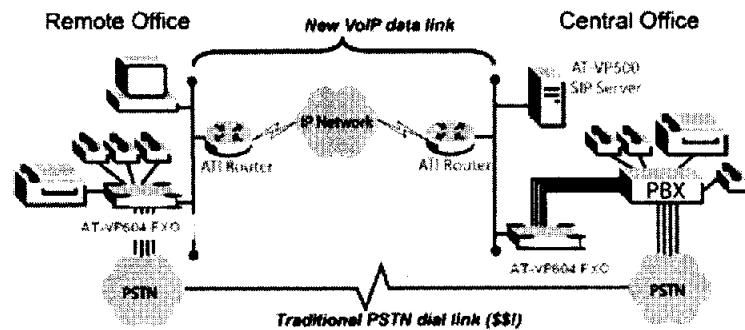 Remote Office
New VoIP data link
Central Office
AT-VP500
SIP Server
IP Network
ATI Router
ATI Router
PBX
AT-VP604 FXO
AT-VP604 FXO
PSTN
PSTN
Traditional PSTN dial link ($$!)